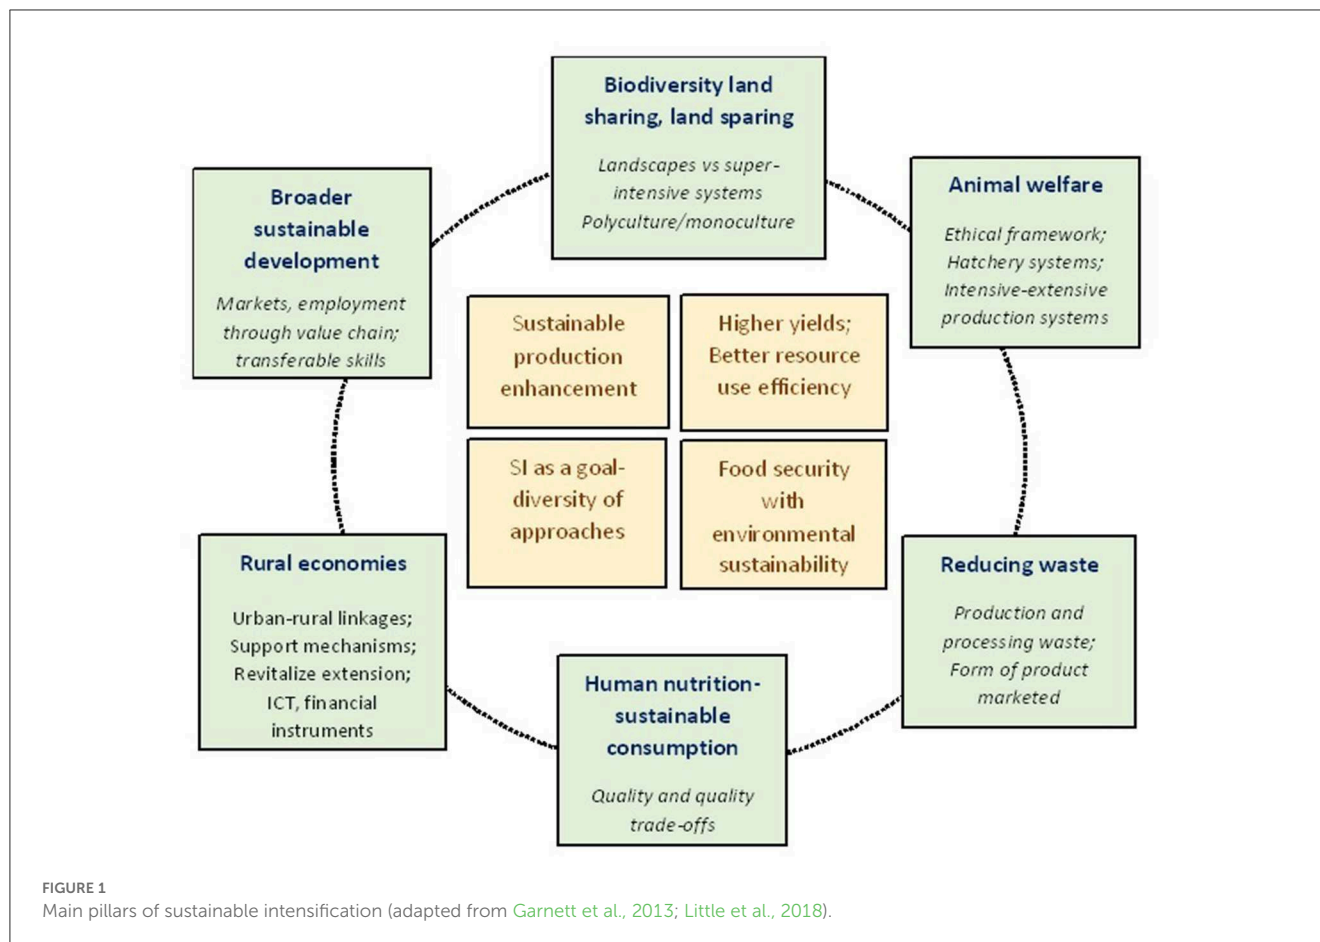 Biodiversity land
sharing, land sparing
Landscapes vs super-
intensive systems
Polyculture/monoculture
Broader
sustainable
development
Markets, employment
through value chain;
transferable skills
Animal welfare
Ethical framework;
Hatchery systems;
Intensive-extensive
production systems
Sustainable
production
enhancement
Higher yields;
Better resource
use efficiency
SI as a goal-
diversity of
approaches
Food security
with
environmental
sustainability
Rural economies
Urban-rural linkages;
Support mechanisms;
Revitalize extension;
ICT, financial
instruments
Reducing waste
Production and
processing waste;
Form of product
marketed
Human nutrition-
sustainable
consumption
Quality and quality
trade-offs
FIGURE 1
Main pillars of sustainable intensification (adapted from Garnett et al., 2013; Little et al., 2018).